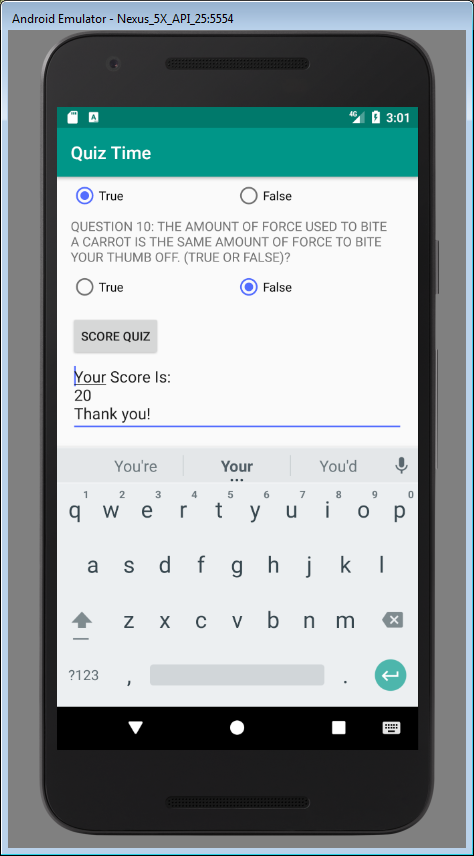 Android Emulator - Nexus_5X_API_25:5554
A 4G 3:01
Quiz Time
True False
QUESTION 10: THE AMOUNT OF FORCE USED TO BITE
A CARROT IS THE SAME AMOUNT OF FORCE TO BITE
YOUR THUMB OFF. (TRUE OR FALSE)?
True False
SCORE QUIZ
Your Score Is:
20
Thank you!
You're Your You'd
...
1 2 3 4 5 6 7 8 9 0
q w e r t y u i o p
a s d f g h j k l
z x c v b n m
?123 , .